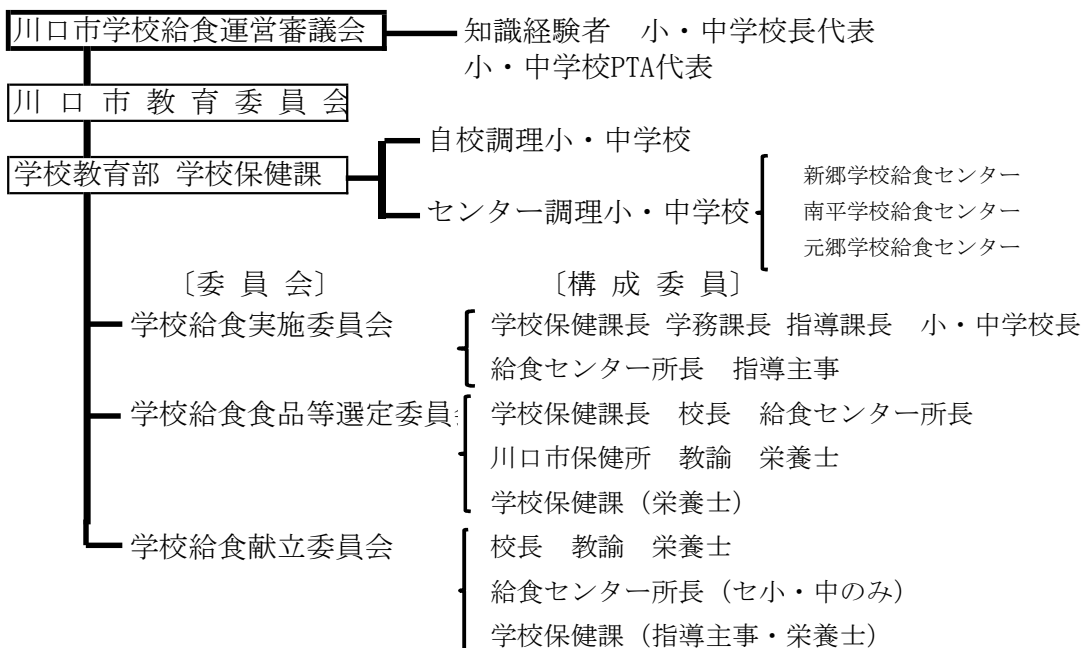 川口市学校給食運営審議会 知識経験者 小・中学校長代表
小・中学校PTA代表
川口市教育委員会
自校調理小・中学校
学校教育部 学校保健課
センター調理小・中学校
新郷学校給食センター
南平学校給食センター
元郷学校給食センター
〔委員会〕 〔構成委員〕
学校給食実施委員会 学校保健課長 学務課長 指導課長 小・中学校長
給食センター所長 指導主事
学校給食食品等選定委員 学校保健課長 校長 給食センター所長
川口市保健所 教諭 栄養士
学校保健課(栄養士)
学校給食献立委員会 校長 教諭 栄養士
給食センター所長(セ小・中のみ)
学校保健課(指導主事・栄養士)